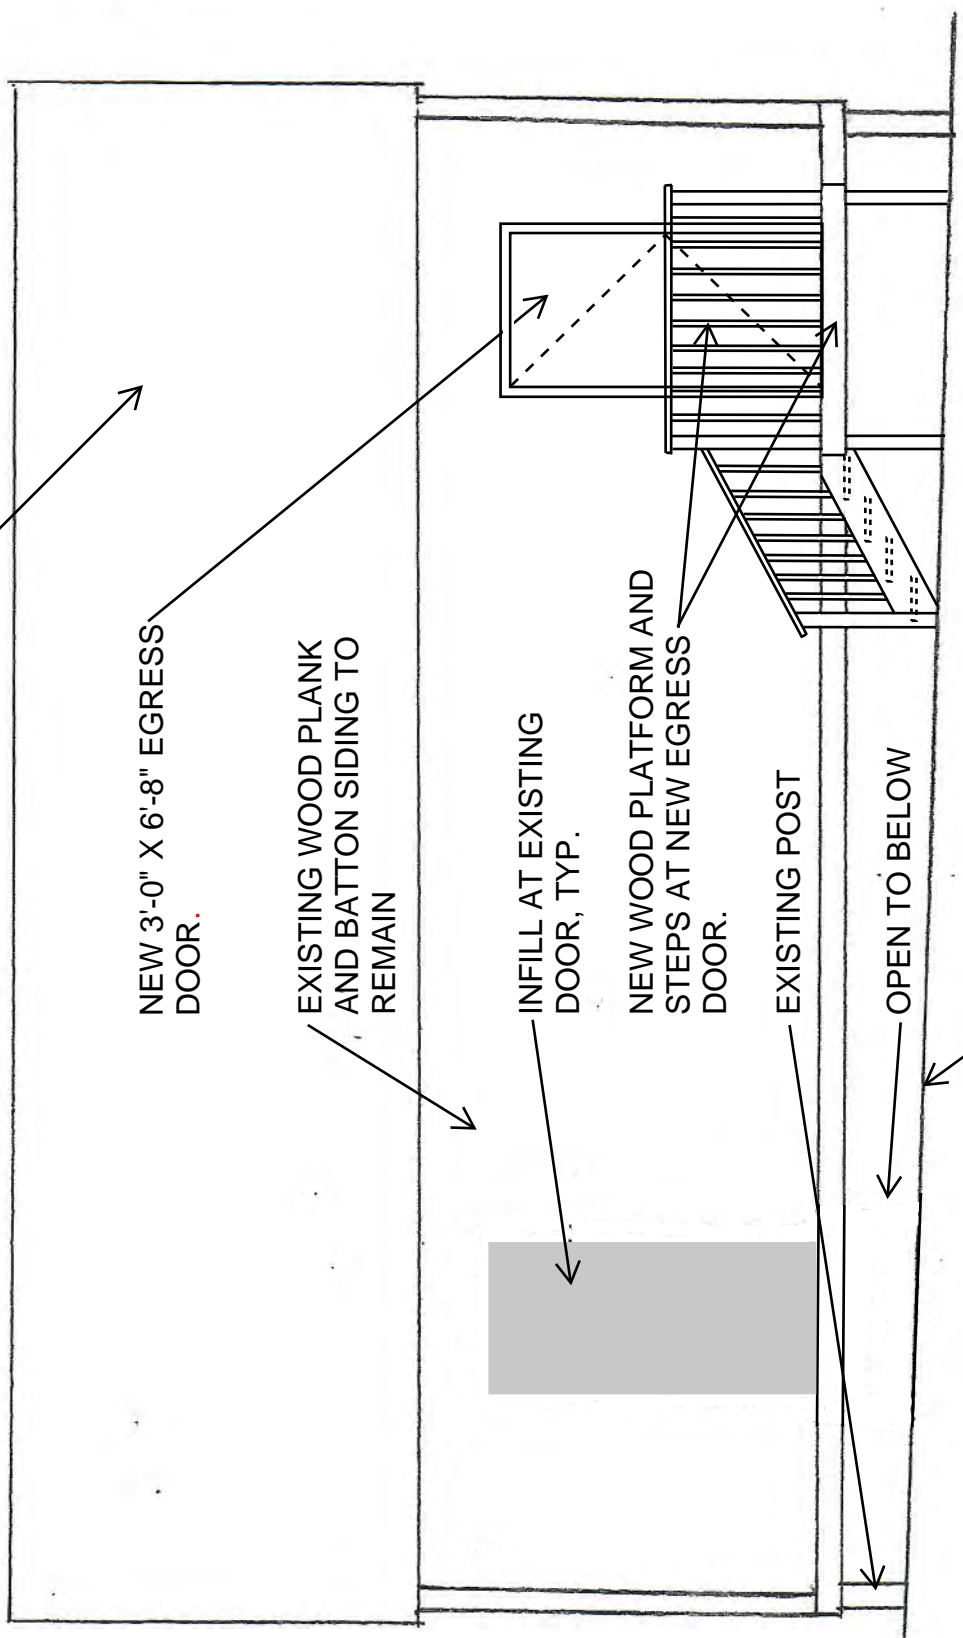 NEW 3'-0" X 6'-8" EGRESS
DOOR.
EXISTING WOOD PLANK
AND BATTON SIDING TO
REMAIN
INFILL AT EXISTING
DOOR, TYP.
NEW WOOD PLATFORM AND
STEPS AT NEW EGRESS
DOOR.
EXISTING POST
OPEN TO BELOW